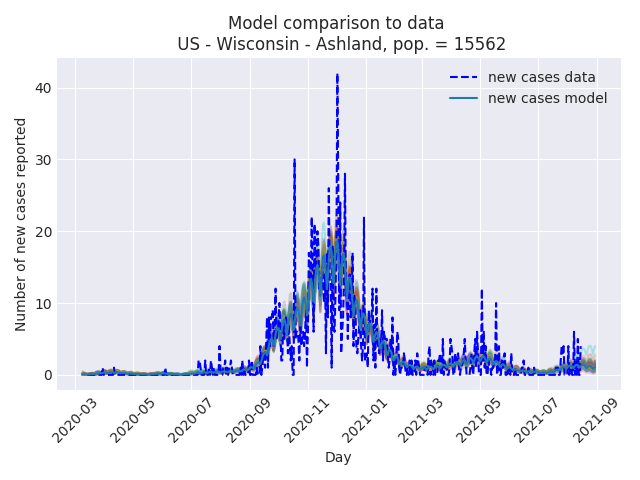 Model comparison to data
US - Wisconsin - Ashland, pop. = 15562
new cases data
new cases model
Number of new cases reported
40
30
20
10
0
2020-03
2020-05
2020-07
2020-09
2020-11
2021-01
2021-03
2021-05
2021-07
2021-09
Day